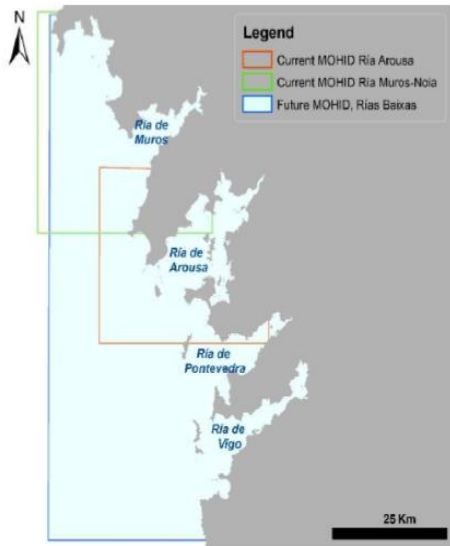 N
Legend
Current MOHID Ría Arousa
Current MOHID Ría Muros-Noia
Future MOHID, Rías Baixas
Ría de
Muros
Ría de
Arousa
Ría de
Pontevedra
Ría de
Vigo
25 Km